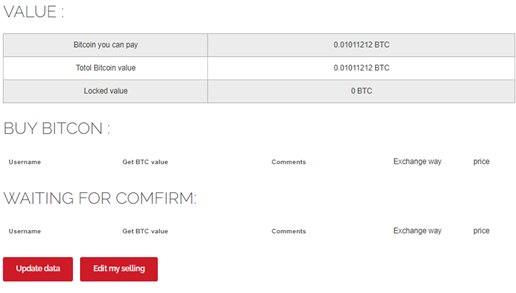 VALUE :
Bitcoin you can pay 0.01011212 BTC
Totol Bitcoin value 0.01011212 BTC
Locked value 0 BTC
BUY BITCON :
Username Get BTC value Comments Exchange way price
WAITING FOR COMFIRM:
Username Get BTC value Comments Exchange way price
Update data Edit my selling